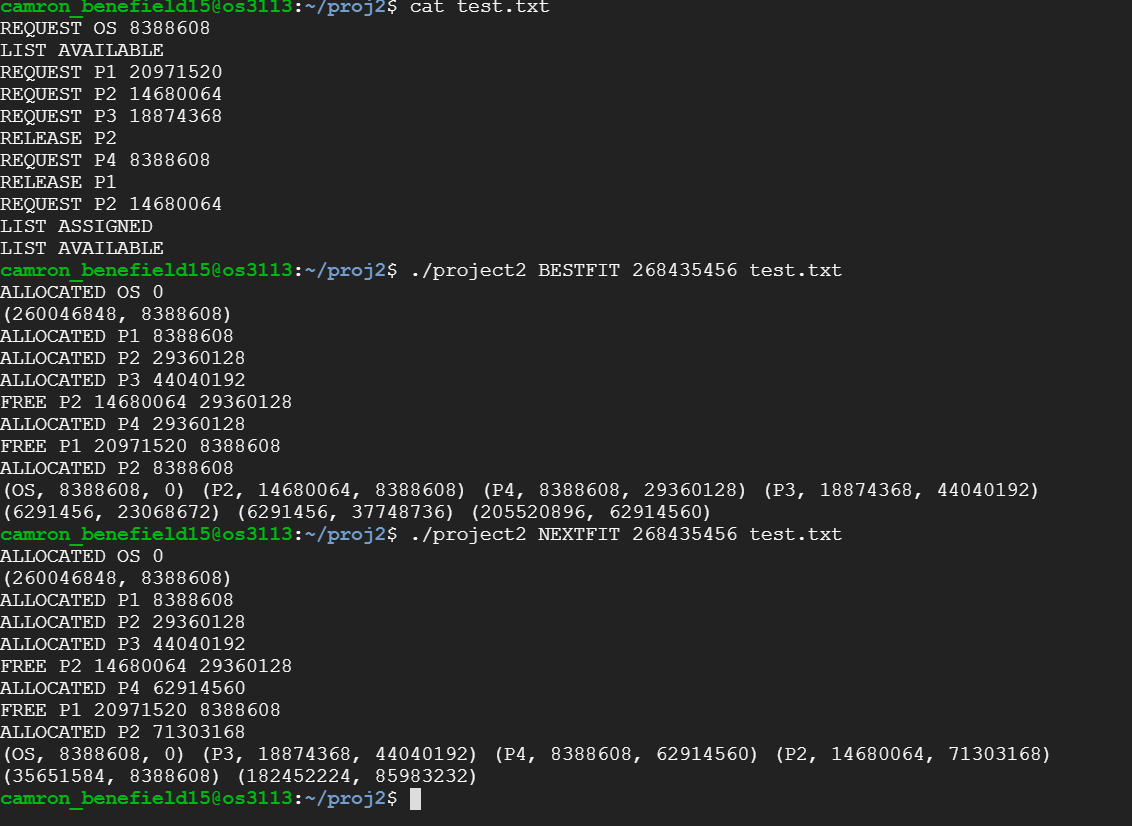 camron_benefield15@os3113:~/proj2$ cat test.txt
REQUEST OS 8388608
LIST AVAILABLE
REQUEST P1 20971520
REQUEST P2 14680064
REQUEST P3 18874368
RELEASE P2
REQUEST P4 8388608
RELEASE P1
REQUEST P2 14680064
LIST ASSIGNED
LIST AVAILABLE
camron_benefield15@os3113:~/proj2$ ./project2 BESTFIT 268435456 test.txt
ALLOCATED OS 0
(260046848, 8388608)
ALLOCATED P1 8388608
ALLOCATED P2 29360128
ALLOCATED P3 44040192
FREE P2 14680064 29360128
ALLOCATED P4 29360128
FREE P1 20971520 8388608
ALLOCATED P2 8388608
(OS, 8388608, 0) (P2, 14680064, 8388608) (P4, 8388608, 29360128) (P3, 18874368, 44040192)
(6291456, 23068672) (6291456, 37748736) (205520896, 62914560)
camron_benefield15@os3113:~/proj2$ ./project2 NEXTFIT 268435456 test.txt
ALLOCATED OS 0
(260046848, 8388608)
ALLOCATED P1 8388608
ALLOCATED P2 29360128
ALLOCATED P3 44040192
FREE P2 14680064 29360128
ALLOCATED P4 62914560
FREE P1 20971520 8388608
ALLOCATED P2 71303168
(OS, 8388608, 0) (P3, 18874368, 44040192) (P4, 8388608, 62914560) (P2, 14680064, 71303168)
(35651584, 8388608) (182452224, 85983232)
camron_benefield15@os3113:~/proj2$